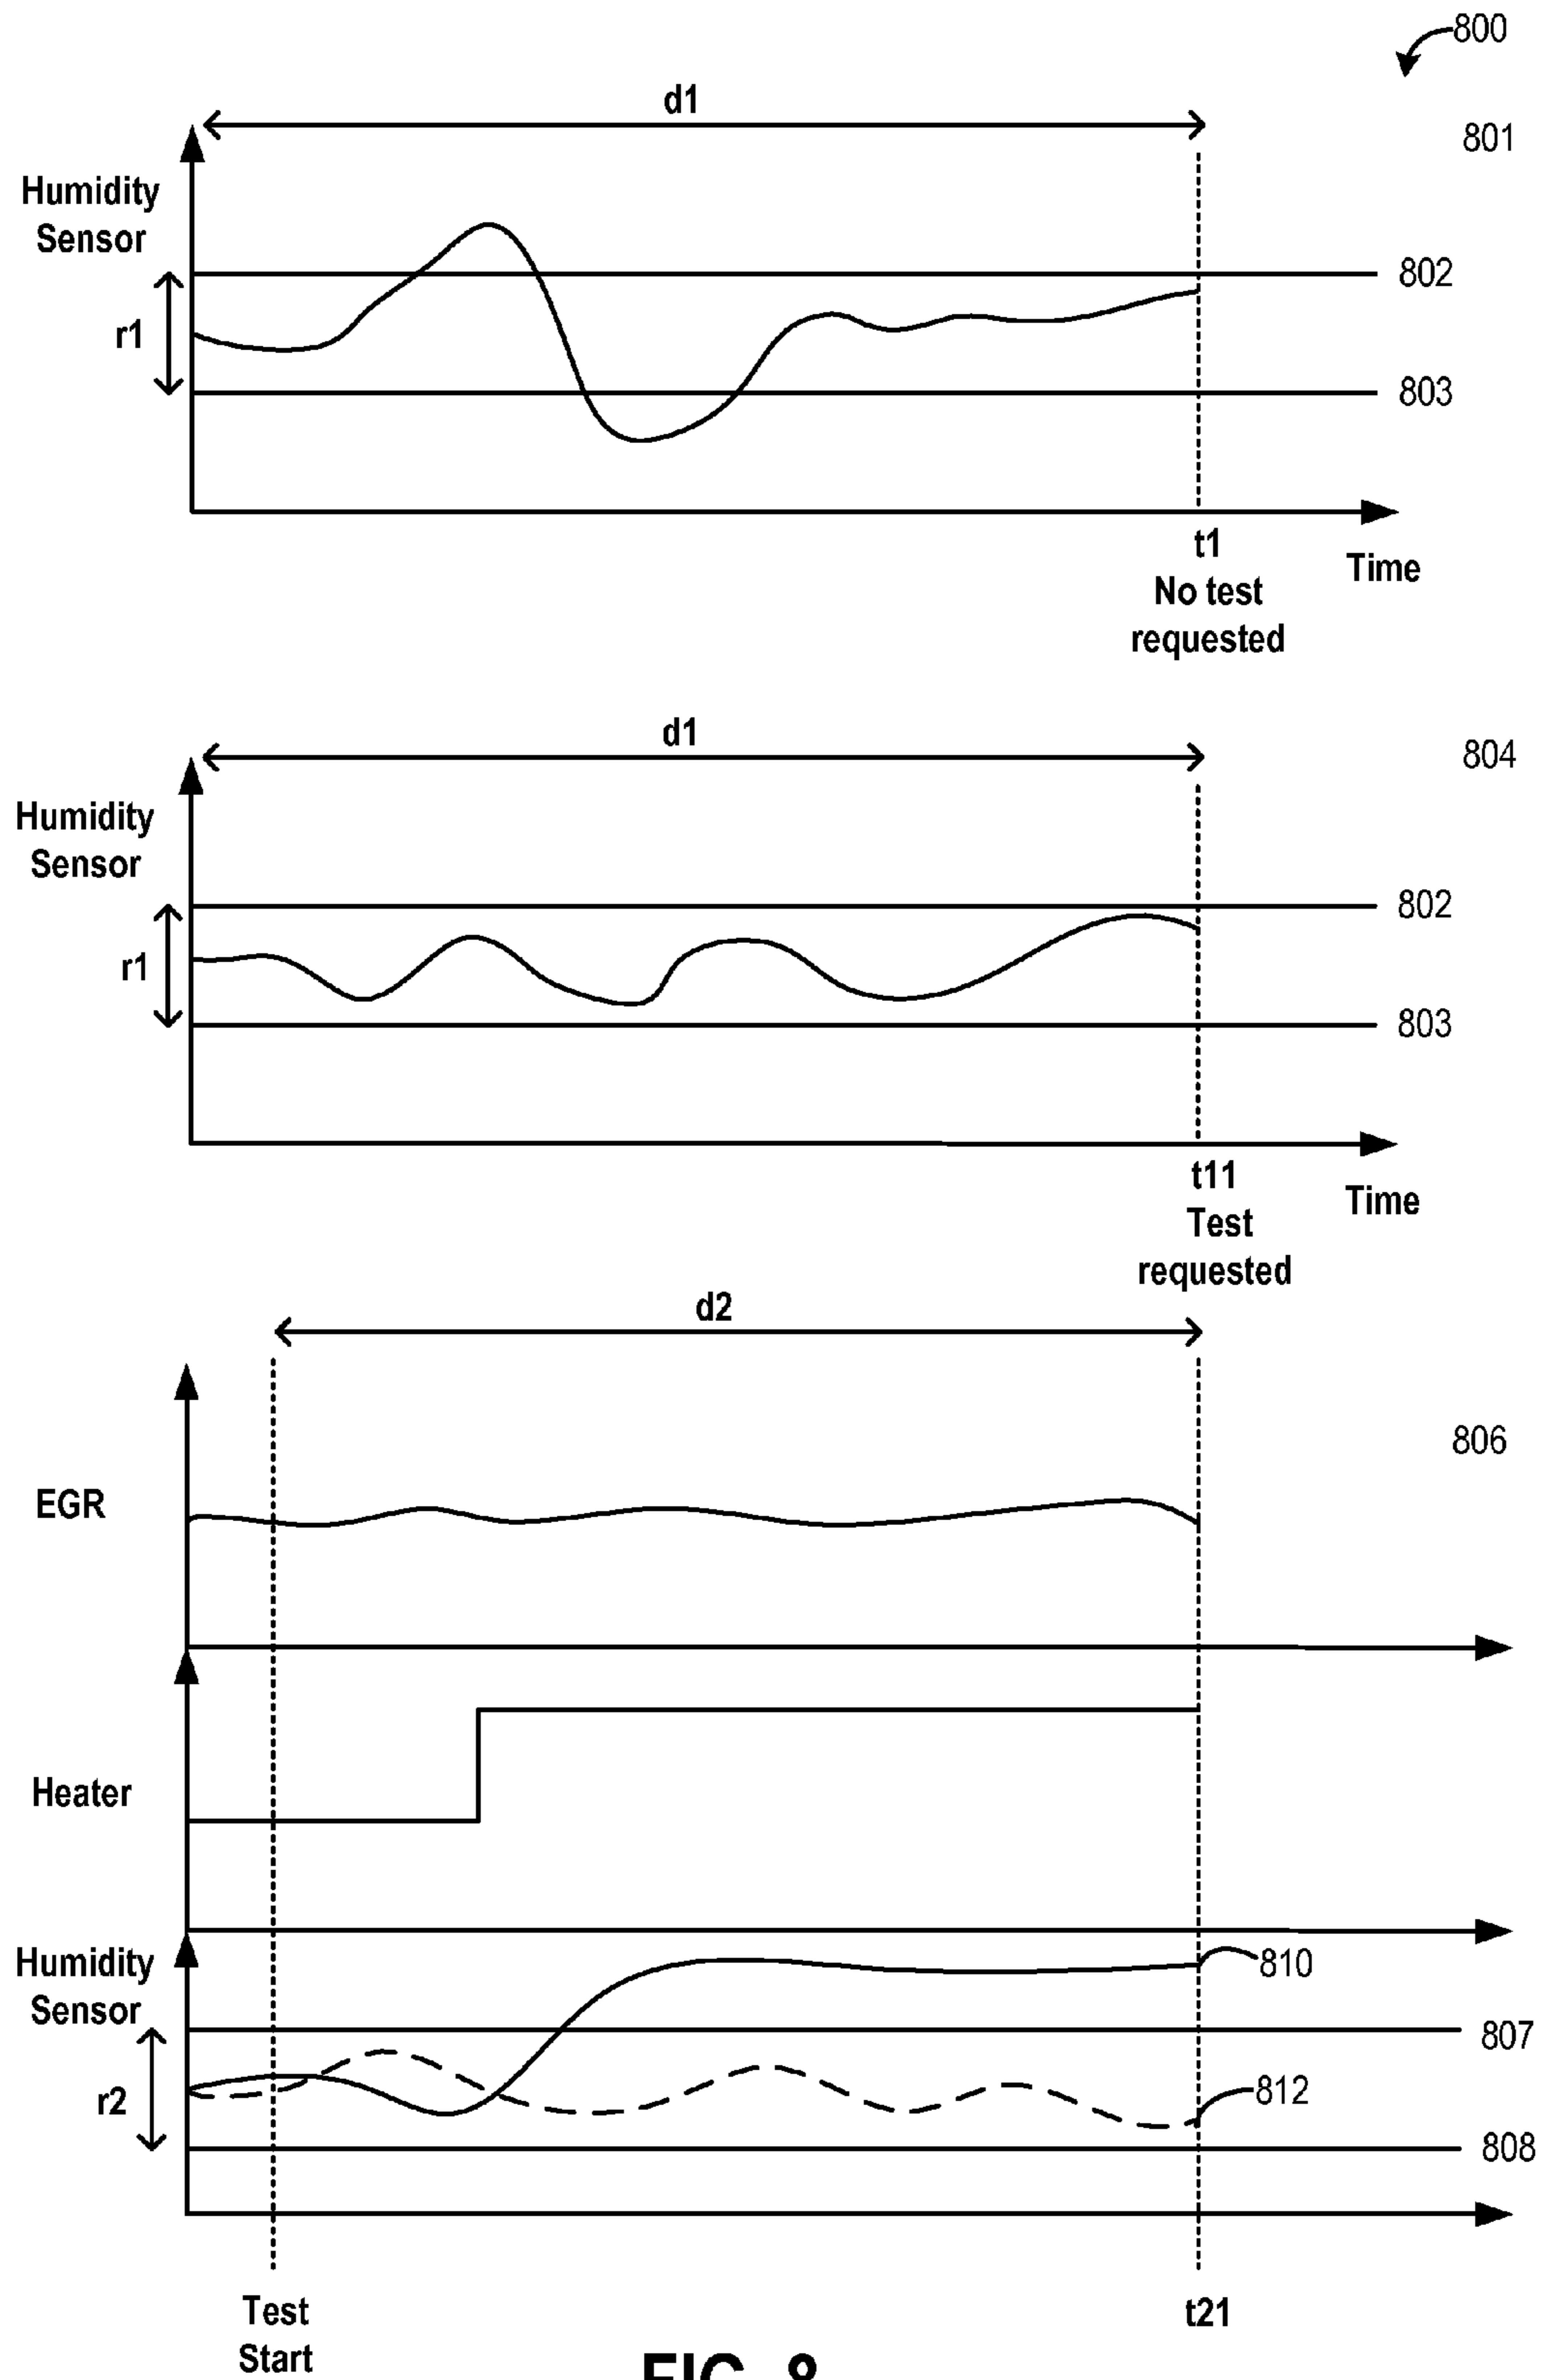 800
d1
801
Humidity
Sensor
802
r1
803
t1
Time
No test
requested
d1
804
Humidity
Sensor
802
r1
803
t11
Time
Test
requested
d2
806
EGR
Heater
Humidity
Sensor
810
807
r2
812
808
Test
Start
t21
FIG. 8